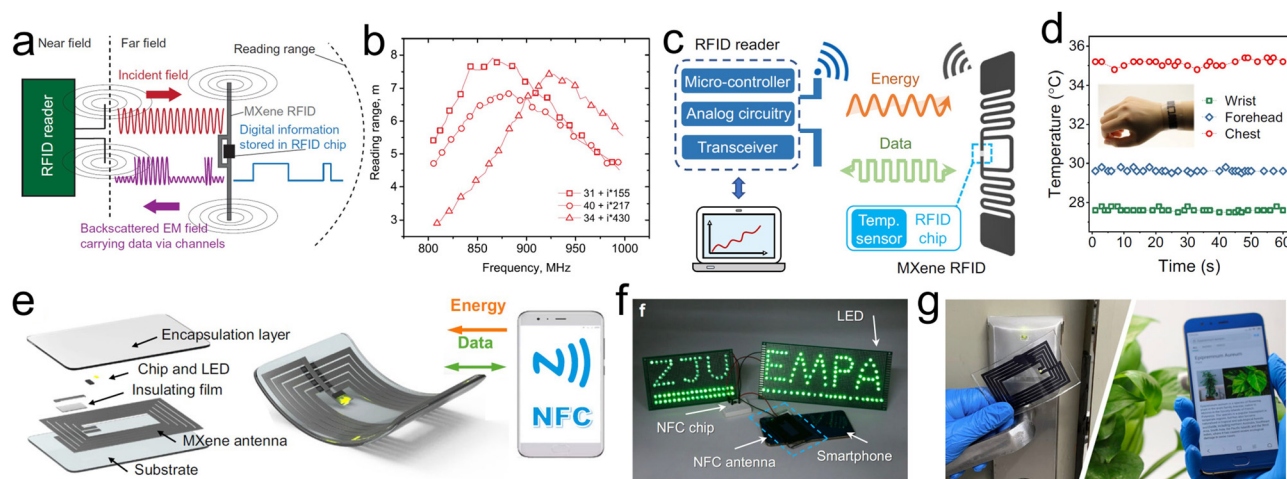 a
Near field
Far field
Reading range
Incident field
MXene RFID
Digital information
stored in RFID chip
RFID reader
Backscattered EM field
carrying data via channels
b
Reading range, m
8
7
6
5
4
3
31 + i*155
40 + i*217
34 + i*430
800
850
900
950
1000
Frequency, MHz
c
RFID reader
Micro-controller
Analog circuitry
Transceiver
Energy
Data
Temp.
sensor
RFID
chip
MXene RFID
d
Temperature (°C)
36
34
32
30
28
Wrist
Forehead
Chest
0
10
20
30
40
50
60
Time (s)
e
Encapsulation layer
Chip and LED
Insulating film
MXene antenna
Substrate
Energy
Data
NFC
f
f
LED
ZJU
EMPA
NFC chip
NFC antenna
Smartphone
g